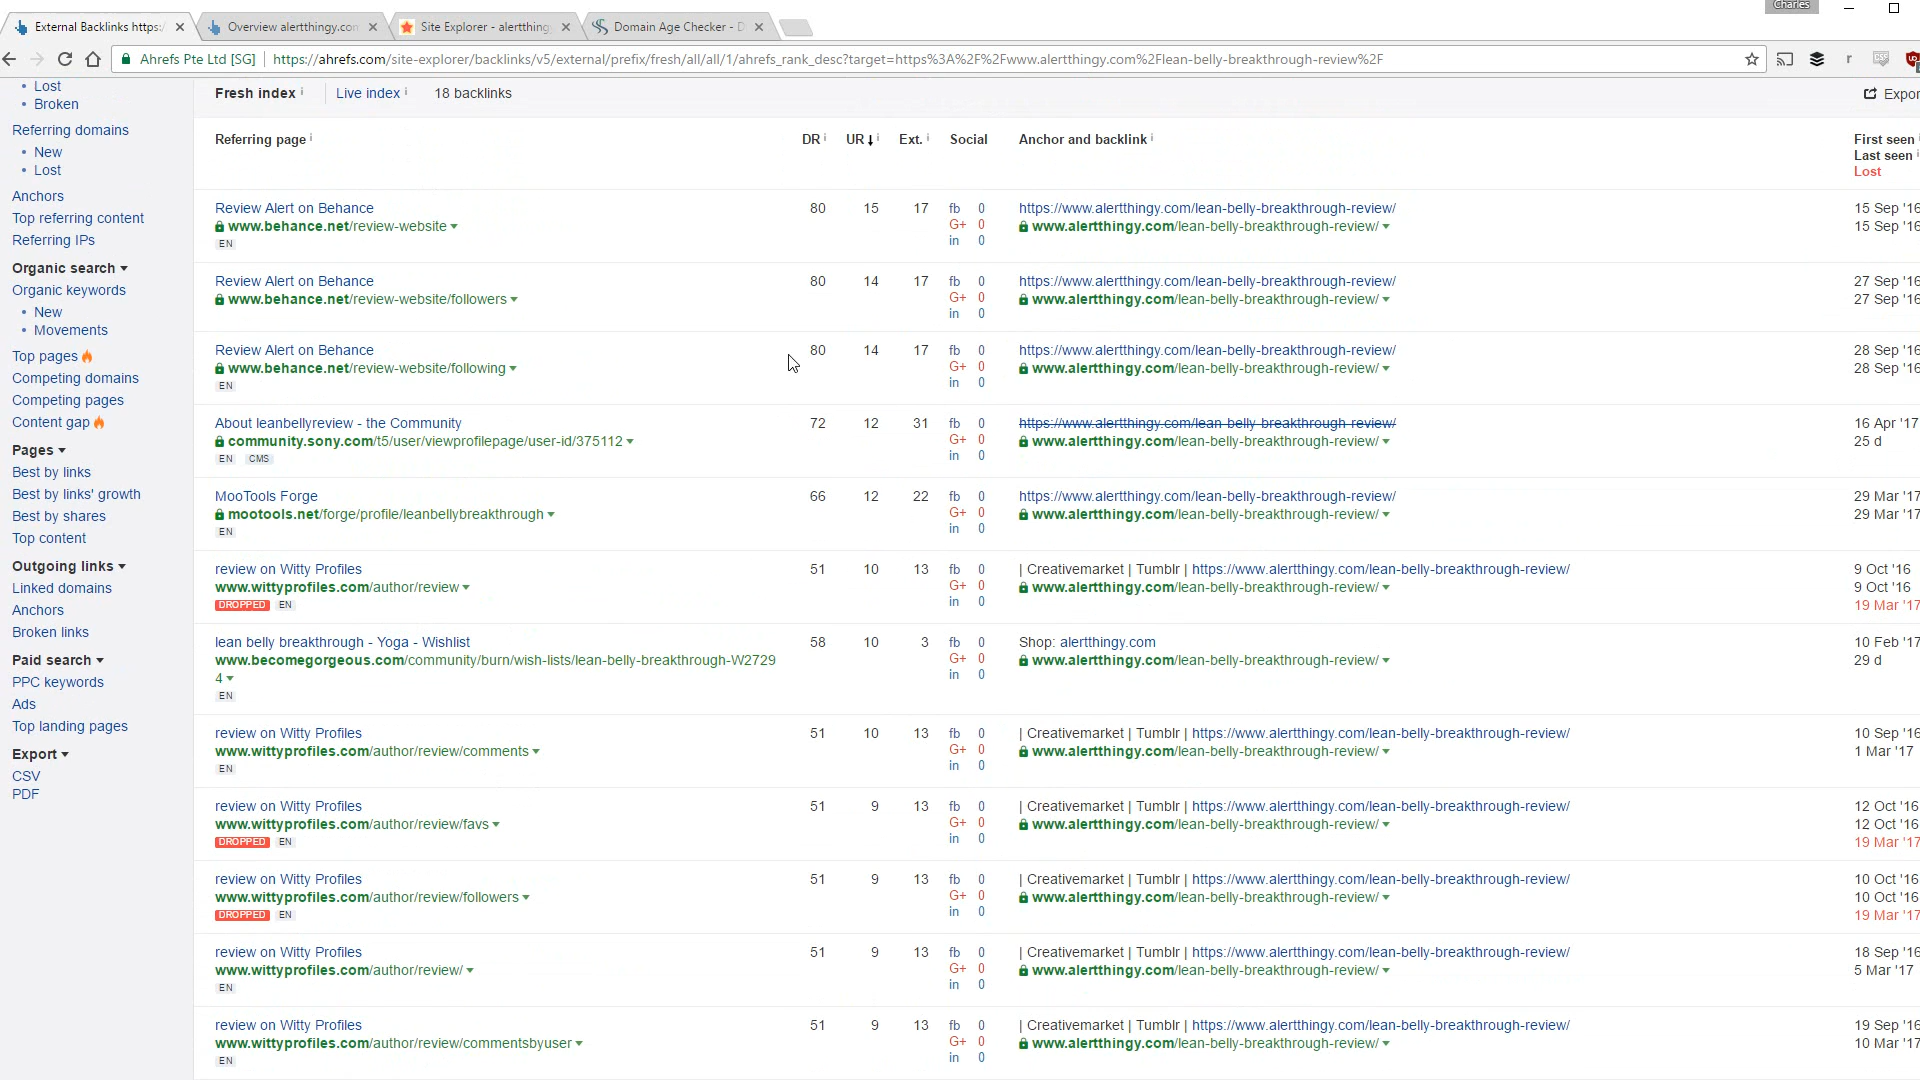 Charles
External Backlinks https:/
Overview alertthingy.com
Site Explorer - alertthing
Domain Age Checker - D
Ahrefs Pte Ltd [SG] https://ahrefs.com/site-explorer/backlinks/v5/external/prefix/fresh/all/all/1/ahrefs_rank_desc?target=https%3A%2F%2Fwww.alertthingy.com%2Flean-belly-breakthrough-review%2F
Lost
Broken
Referring domains
New
Lost
Anchors
Top referring content
Referring IPs
Organic search
Organic keywords
New
Movements
Top pages
Competing domains
Competing pages
Content gap
Pages
Best by links
Best by links' growth
Best by shares
Top content
Outgoing links
Linked domains
Anchors
Broken links
Paid search
PPC keywords
Ads
Top landing pages
Export
CSV
PDF
Fresh index Live index 18 backlinks Expor
Referring page DR UR Ext. Social Anchor and backlink First seen
Last seen
Lost
Review Alert on Behance 80 15 17 fb 0 https://www.alertthingy.com/lean-belly-breakthrough-review/ 15 Sep '16
www.behance.net/review-website G+ 0 www.alertthingy.com/lean-belly-breakthrough-review/ 15 Sep '16
EN in 0
Review Alert on Behance 80 14 17 fb 0 https://www.alertthingy.com/lean-belly-breakthrough-review/ 27 Sep '16
www.behance.net/review-website/followers G+ 0 www.alertthingy.com/lean-belly-breakthrough-review/ 27 Sep '16
in 0
Review Alert on Behance 80 14 17 fb 0 https://www.alertthingy.com/lean-belly-breakthrough-review/ 28 Sep '16
www.behance.net/review-website/following G+ 0 www.alertthingy.com/lean-belly-breakthrough-review/ 28 Sep '16
EN in 0
About leanbellyreview - the Community 72 12 31 fb 0 https://www.alertthingy.com/lean-belly-breakthrough-review/ 16 Apr '17
community.sony.com/t5/user/viewprofilepage/user-id/375112 G+ 0 www.alertthingy.com/lean-belly-breakthrough-review/ 25 d
EN CMS in 0
MooTools Forge 66 12 22 fb 0 https://www.alertthingy.com/lean-belly-breakthrough-review/ 29 Mar '17
mootools.net/forge/profile/leanbellybreakthrough G+ 0 www.alertthingy.com/lean-belly-breakthrough-review/ 29 Mar '17
EN in 0
review on Witty Profiles 51 10 13 fb 0 | Creativemarket | Tumblr | https://www.alertthingy.com/lean-belly-breakthrough-review/ 9 Oct '16
www.wittyprofiles.com/author/review G+ 0 www.alertthingy.com/lean-belly-breakthrough-review/ 9 Oct '16
DROPPED EN in 0 19 Mar '17
lean belly breakthrough - Yoga - Wishlist 58 10 3 fb 0 Shop: alertthingy.com 10 Feb '17
www.becomegorgeous.com/community/burn/wish-lists/lean-belly-breakthrough-W2729 G+ 0 www.alertthingy.com/lean-belly-breakthrough-review/ 29 d
4 in 0
EN
review on Witty Profiles 51 10 13 fb 0 | Creativemarket | Tumblr | https://www.alertthingy.com/lean-belly-breakthrough-review/ 10 Sep '16
www.wittyprofiles.com/author/review/comments G+ 0 www.alertthingy.com/lean-belly-breakthrough-review/ 1 Mar '17
EN in 0
review on Witty Profiles 51 9 13 fb 0 | Creativemarket | Tumblr | https://www.alertthingy.com/lean-belly-breakthrough-review/ 12 Oct '16
www.wittyprofiles.com/author/review/favs G+ 0 www.alertthingy.com/lean-belly-breakthrough-review/ 12 Oct '16
DROPPED EN in 0 19 Mar '17
review on Witty Profiles 51 9 13 fb 0 | Creativemarket | Tumblr | https://www.alertthingy.com/lean-belly-breakthrough-review/ 10 Oct '16
www.wittyprofiles.com/author/review/followers G+ 0 www.alertthingy.com/lean-belly-breakthrough-review/ 10 Oct '16
DROPPED EN in 0 19 Mar '17
review on Witty Profiles 51 9 13 fb 0 | Creativemarket | Tumblr | https://www.alertthingy.com/lean-belly-breakthrough-review/ 18 Sep '16
www.wittyprofiles.com/author/review/ G+ 0 www.alertthingy.com/lean-belly-breakthrough-review/ 5 Mar '17
EN in 0
review on Witty Profiles 51 9 13 fb 0 | Creativemarket | Tumblr | https://www.alertthingy.com/lean-belly-breakthrough-review/ 19 Sep '16
www.wittyprofiles.com/author/review/commentsbyuser G+ 0 www.alertthingy.com/lean-belly-breakthrough-review/ 10 Mar '17
EN in 0